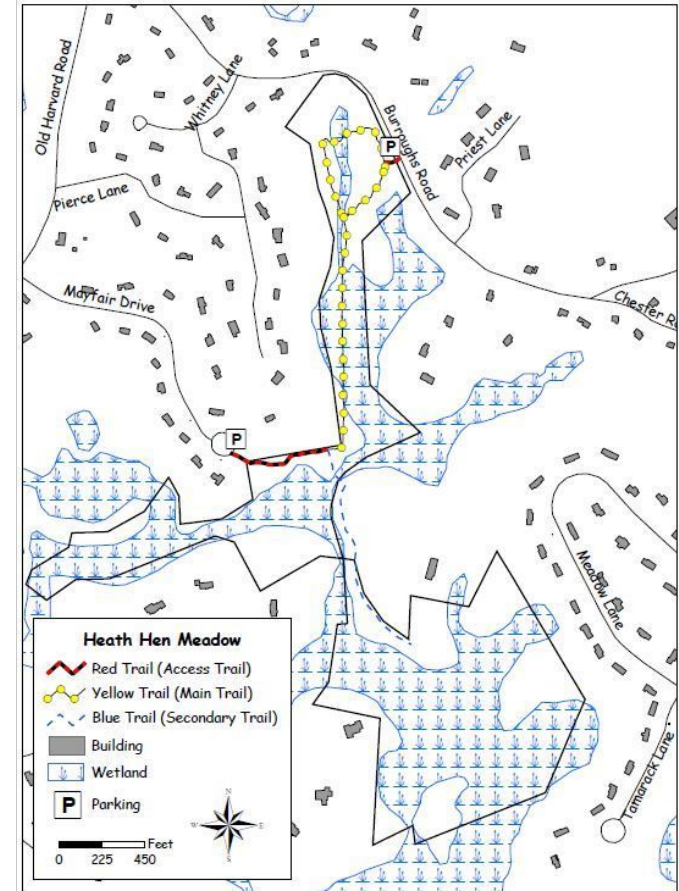 Old Harvard Road
Whitney Lane
Burroughs Road
P
Priest Lane
Pierce Lane
Mayfair Drive
Chester
P
Meadow Lane
Tamarack Lane
Heath Hen Meadow
Red Trail (Access Trail)
Yellow Trail (Main Trail)
Blue Trail (Secondary Trail)
Building
Wetland
P Parking
N
W E
S
Feet
0 225 450